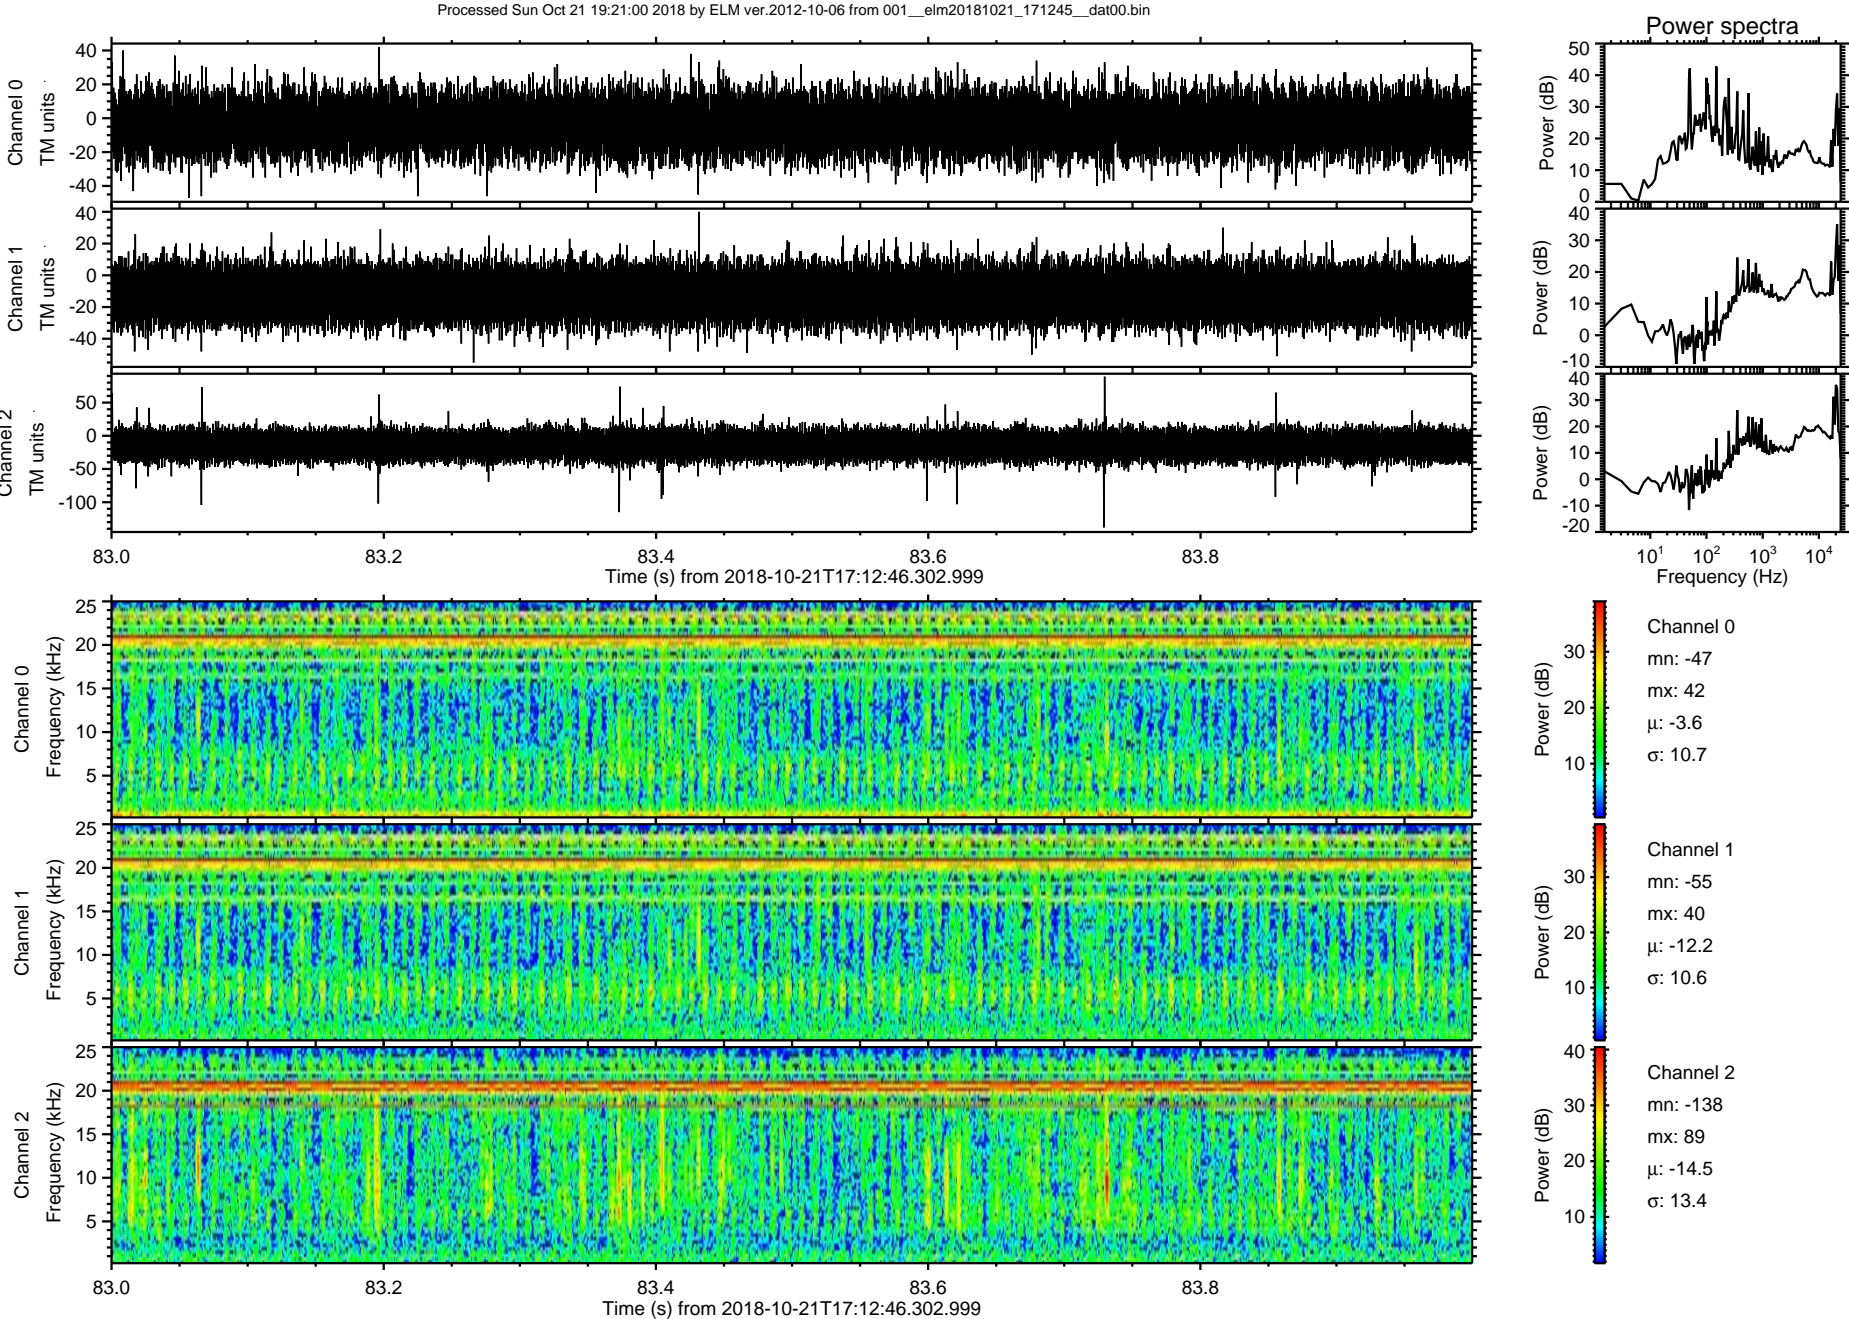 Processed Sun Oct 21 19:21:00 2018 by ELM ver.2012-10-06 from 001__elm20181021_171245__dat00.bin
Power spectra
Channel 0
TM units
40
20
0
-20
-40
Power (dB)
50
40
30
20
10
0
Channel 1
TM units
40
20
0
-20
-40
Power (dB)
40
30
20
10
0
-10
Channel 2
TM units
50
0
-50
-100
Power (dB)
40
30
20
10
0
-10
-20
83.0 83.2 83.4 83.6 83.8
Time (s) from 2018-10-21T17:12:46.302.999
10¹ 10² 10³ 10⁴
Frequency (Hz)
Channel 0
Frequency (kHz)
25
20
15
10
5
Power (dB)
30
20
10
Channel 0
mn: -47
mx: 42
μ: -3.6
σ: 10.7
Channel 1
Frequency (kHz)
25
20
15
10
5
Power (dB)
30
20
10
Channel 1
mn: -55
mx: 40
μ: -12.2
σ: 10.6
Channel 2
Frequency (kHz)
25
20
15
10
5
Power (dB)
40
30
20
10
Channel 2
mn: -138
mx: 89
μ: -14.5
σ: 13.4
83.0 83.2 83.4 83.6 83.8
Time (s) from 2018-10-21T17:12:46.302.999